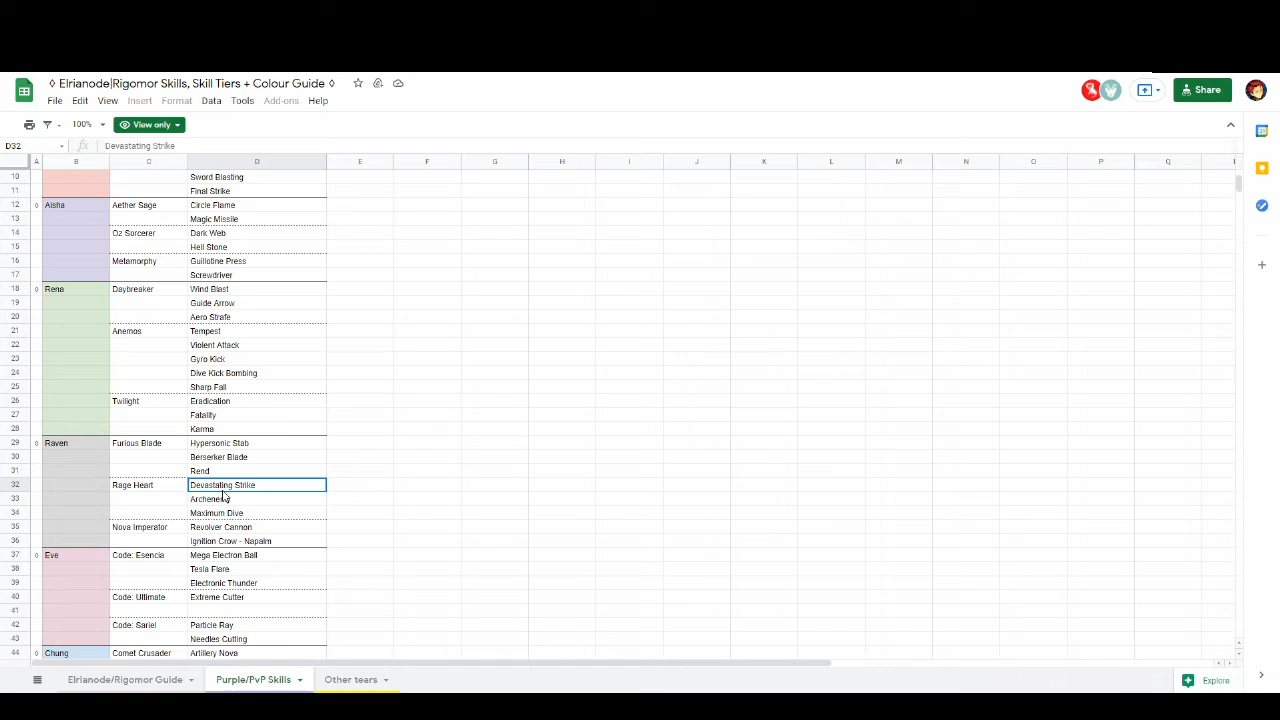 ◊ Elrianode|Rigomor Skills, Skill Tiers + Colour Guide ◊
File Edit View Insert Format Data Tools Add-ons Help
Share
100% View only
D32 fx Devastating Strike
A B C D E F G H I J K L M N O P Q
10 Sword Blasting
11 Final Strike
12 ◊ Aisha Aether Sage Circle Flame
13 Magic Missile
14 Oz Sorcerer Dark Web
15 Hell Stone
16 Metamorphy Guillotine Press
17 Screwdriver
18 ◊ Rena Daybreaker Wind Blast
19 Guide Arrow
20 Aero Strafe
21 Anemos Tempest
22 Violent Attack
23 Gyro Kick
24 Dive Kick Bombing
25 Sharp Fall
26 Twilight Eradication
27 Fatality
28 Karma
29 ◊ Raven Furious Blade Hypersonic Stab
30 Berserker Blade
31 Rend
32 Rage Heart Devastating Strike
33
34 Maximum Dive
35 Nova Imperator Revolver Cannon
36 Ignition Crow - Napalm
37 ◊ Eve Code: Esencia Mega Electron Ball
38 Tesla Flare
39 Electronic Thunder
40 Code: Ultimate Extreme Cutter
41
42 Code: Sariel Particle Ray
43 Needles Cutting
44 ◊ Chung Comet Crusader Artillery Nova
Elrianode/Rigomor Guide Purple/PvP Skills Other tears Explore